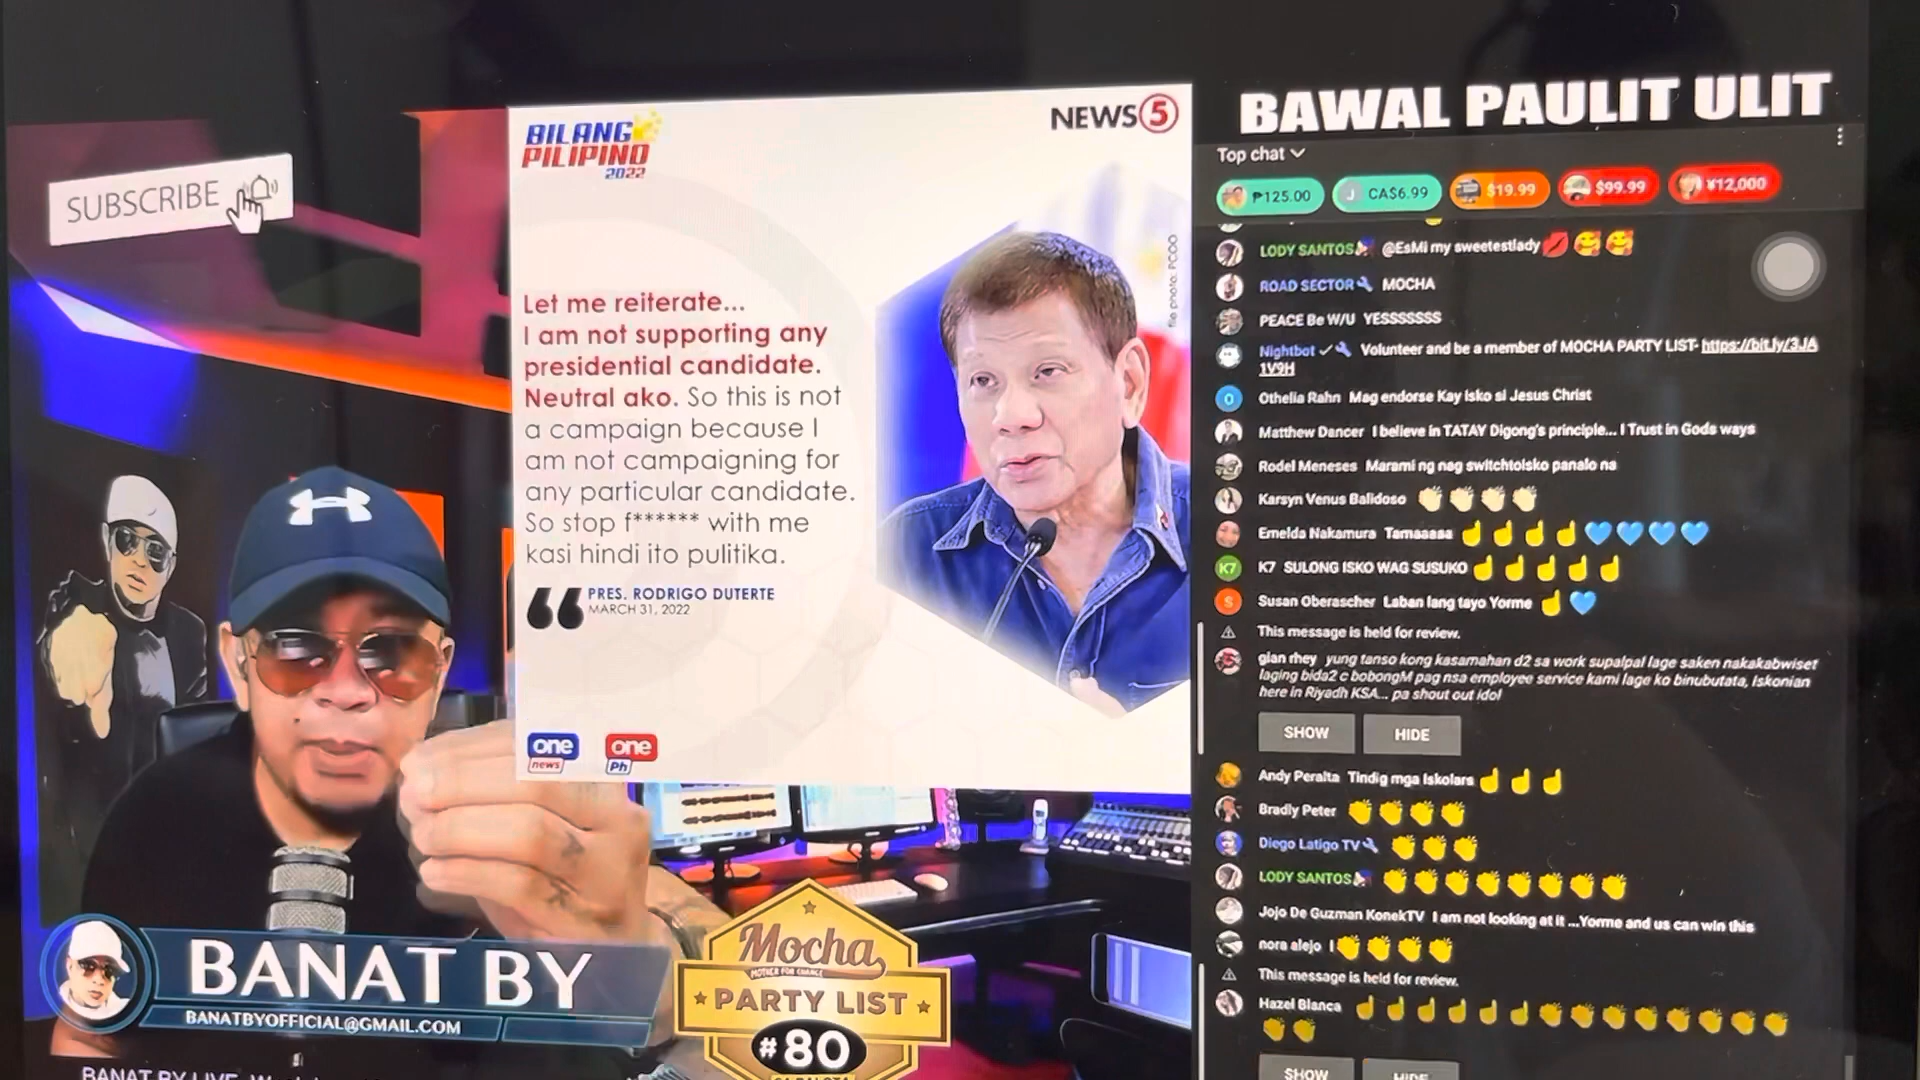 SUBSCRIBE
BILANG
PILIPINO
2022
NEWS 5
file photo: PCOO
Let me reiterate...
I am not supporting any
presidential candidate.
Neutral ako. So this is not
a campaign because I
am not campaigning for
any particular candidate.
So stop f****** with me
kasi hindi ito pulitika.
PRES. RODRIGO DUTERTE
MARCH 31, 2022
one
news
one
Ph
BANAT BY
BANATBYOFFICIAL@GMAIL.COM
Mocha
MOTHER FOR CHANGE
PARTY LIST
#80
BANAT BY LIVE
BAWAL PAULIT ULIT
Top chat
₱125.00
J CA$6.99
$19.99
$99.99
¥12,000
LODY SANTOS @EsMi my sweetestlady 💋 🥰 🥰
ROAD SECTOR MOCHA
PEACE Be W/U YESSSSSSS
Nightbot Volunteer and be a member of MOCHA PARTY LIST- https://bit.ly/3JA
1V9H
O Othelia Rahn Mag endorse Kay Isko si Jesus Christ
Matthew Dancer I believe in TATAY Digong's principle... I Trust in Gods ways
Rodel Meneses Marami ng nag switchtoisko panalo na
Karsyn Venus Balidoso 👏 👏 👏 👏
Emelda Nakamura Tamaaaaa ☝ ☝ ☝ ☝ 💙 💙 💙 💙
K7 K7 SULONG ISKO WAG SUSUKO ☝ ☝ ☝ ☝ ☝
S Susan Oberascher Laban lang tayo Yorme ☝ 💙
This message is held for review.
gian rhey yung tanso kong kasamahan d2 sa work supalpal lage saken nakakabwiset
laging bida2 c bobongM pag nsa employee service kami lage ko binubutata, Iskonian
here in Riyadh KSA... pa shout out idol
SHOW HIDE
Andy Peralta Tindig mga Iskolars ☝ ☝ ☝
Bradly Peter 👏 👏 👏 👏
Diego Latigo TV 👏 👏 👏
LODY SANTOS 👏 👏 👏 👏 👏 👏 👏 👏
Jojo De Guzman KonekTV I am not looking at it ...Yorme and us can win this
nora alejo I 👏 👏 👏 👏
This message is held for review.
Hazel Blanca ☝ ☝ ☝ ☝ ☝ ☝ 👏 👏 👏 👏 👏 👏 👏 👏
👏 👏
SHOW HIDE